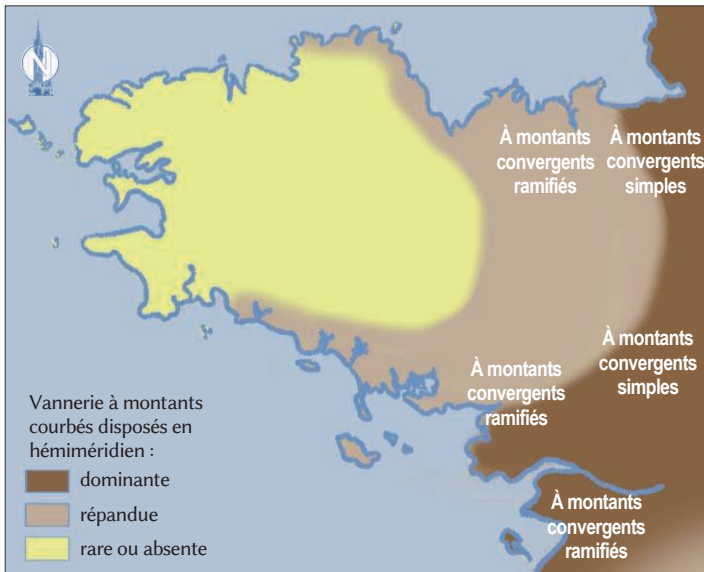 N
À montants
convergents
ramifiés
À montants
convergents
simples
À montants
convergents
simples
À montants
convergents
ramifiés
Vannerie à montants
courbés disposés en
hémiméridien :
dominante
répandue
rare ou absente
À montants
convergents
ramifiés